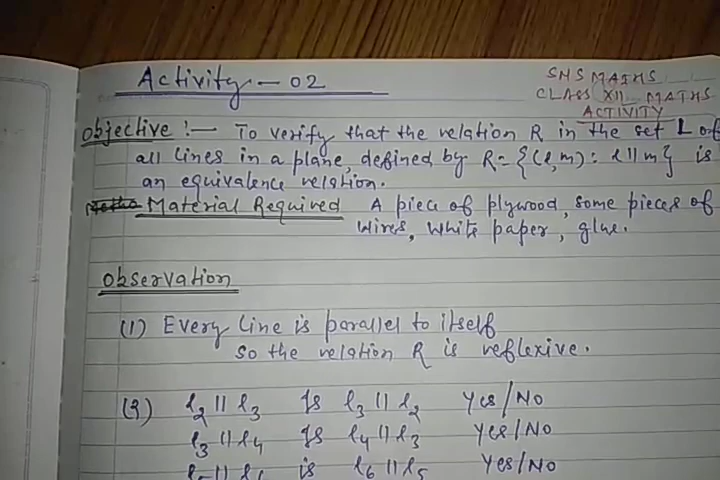 Activity - 02
SNS MATHS
CLASS XII MATHS
ACTIVITY
Objective :- To verify that the relation R in the set L of
all lines in a plane, defined by R = {(l,m) : l || m} is
an equivalence relation.
Material Required A piece of plywood, some pieces of
wires, white paper, glue.
Observation
(1) Every line is parallel to itself
so the relation R is reflexive.
(2) l2 || l3 Is l3 || l2 Yes/No
l3 || l4 Is l4 || l3 Yes/No
is l6 || l5 Yes/No